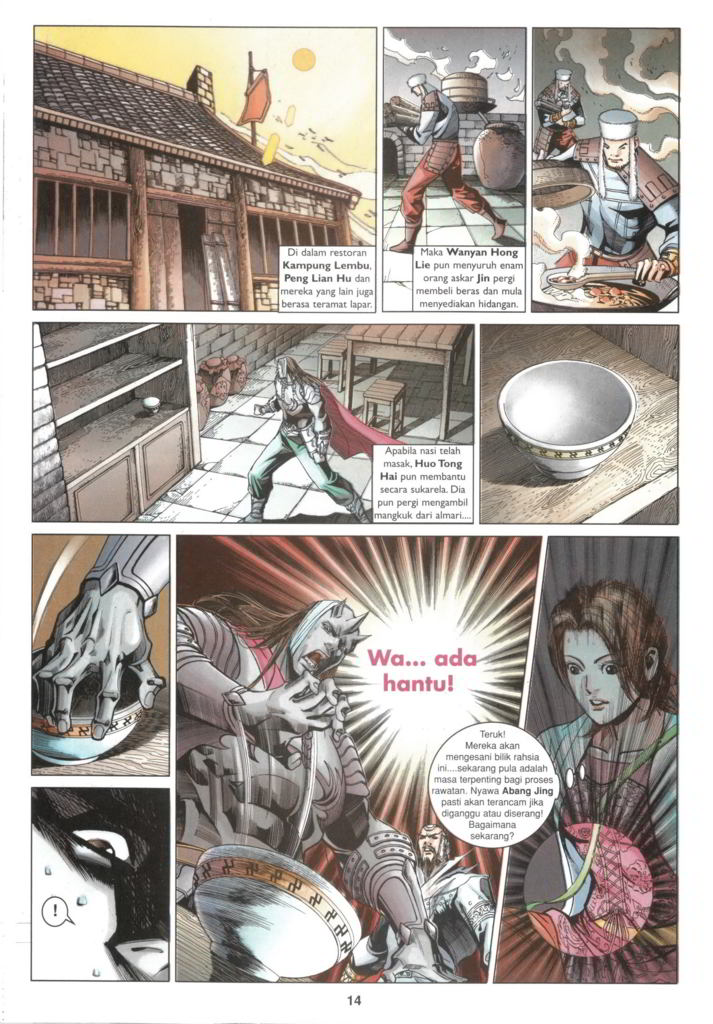 Di dalam restoran
Kampung Lembu,
Peng Lian Hu dan
mereka yang lain juga
berasa teramat lapar.
Maka Wanyan Hong
Lie pun menyuruh enam
orang askar Jin pergi
membeli beras dan mula
menyediakan hidangan.
Apabila nasi telah
masak, Huo Tong
Hai pun membantu
secara sukarela. Dia
pun pergi mengambil
mangkuk dari almari....
!
Wa... ada
hantu!
Teruk!
Mereka akan
mengesani bilik rahsia
ini....sekarang pula adalah
masa terpenting bagi proses
rawatan. Nyawa Abang Jing
pasti akan terancam jika
diganggu atau diserang!
Bagaimana
sekarang?
14